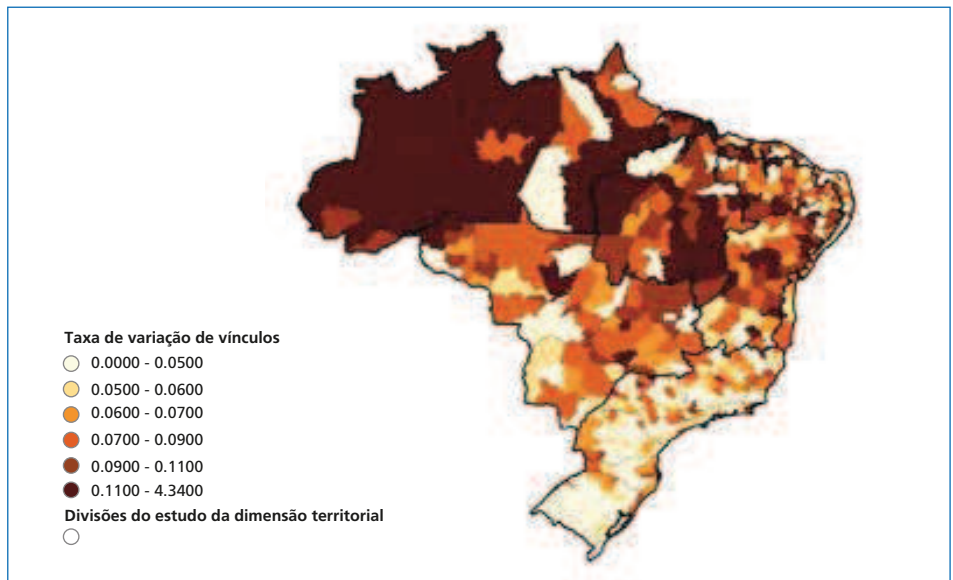 Taxa de variação de vínculos
0.0000 - 0.0500
0.0500 - 0.0600
0.0600 - 0.0700
0.0700 - 0.0900
0.0900 - 0.1100
0.1100 - 4.3400
Divisões do estudo da dimensão territorial